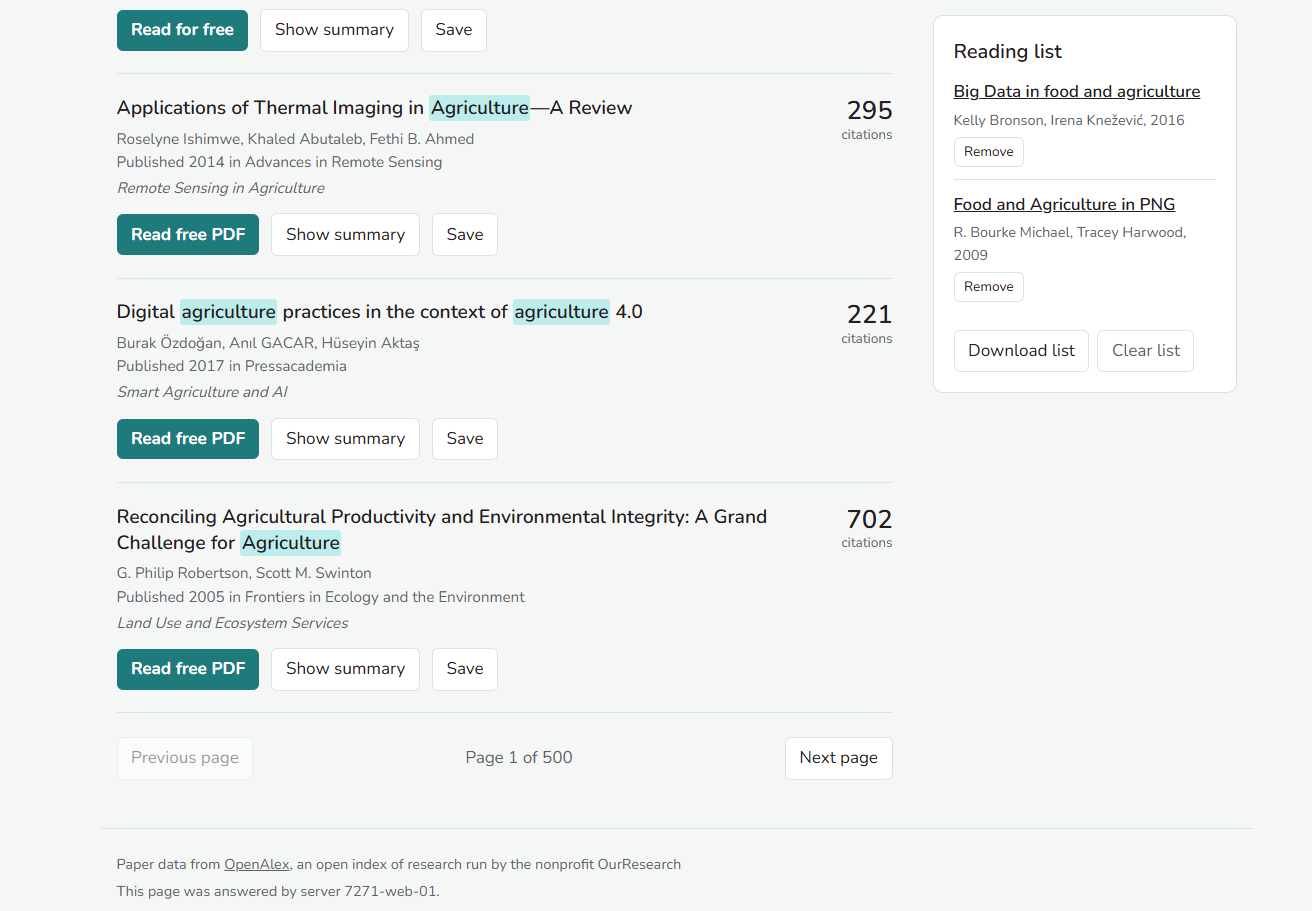 Read for free
Show summary
Save
Applications of Thermal Imaging in Agriculture—A Review
295
citations
Roselyne Ishimwe, Khaled Abutaleb, Fethi B. Ahmed
Published 2014 in Advances in Remote Sensing
Remote Sensing in Agriculture
Read free PDF
Show summary
Save
Digital agriculture practices in the context of agriculture 4.0
221
citations
Burak Özdoğan, Anıl GACAR, Hüseyin Aktaş
Published 2017 in Pressacademia
Smart Agriculture and AI
Read free PDF
Show summary
Save
Reconciling Agricultural Productivity and Environmental Integrity: A Grand
Challenge for Agriculture
702
citations
G. Philip Robertson, Scott M. Swinton
Published 2005 in Frontiers in Ecology and the Environment
Land Use and Ecosystem Services
Read free PDF
Show summary
Save
Previous page
Page 1 of 500
Next page
Reading list
Big Data in food and agriculture
Kelly Bronson, Irena Knežević, 2016
Remove
Food and Agriculture in PNG
R. Bourke Michael, Tracey Harwood,
2009
Remove
Download list
Clear list
Paper data from OpenAlex, an open index of research run by the nonprofit OurResearch
This page was answered by server 7271-web-01.